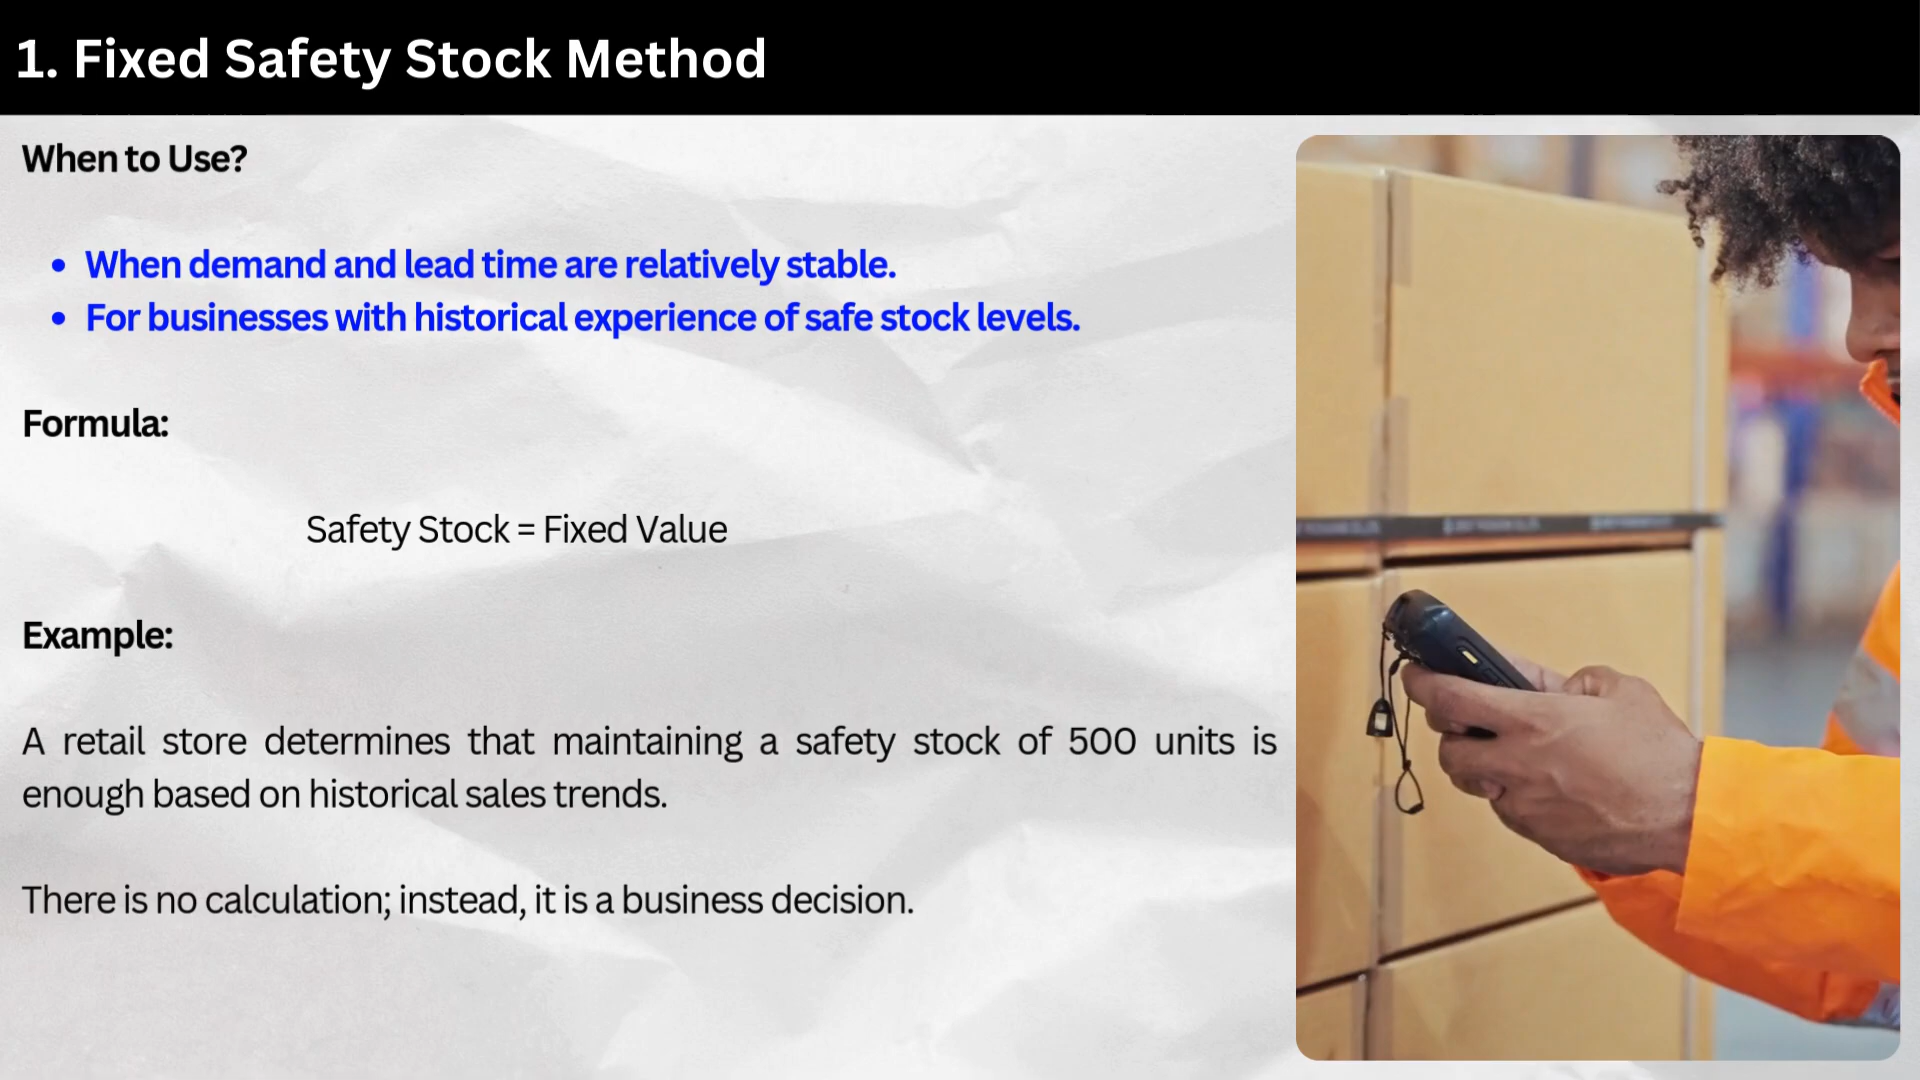 1. Fixed Safety Stock Method
When to Use?
• When demand and lead time are relatively stable.
• For businesses with historical experience of safe stock levels.
Formula:
Safety Stock = Fixed Value
Example:
A retail store determines that maintaining a safety stock of 500 units is
enough based on historical sales trends.
There is no calculation; instead, it is a business decision.